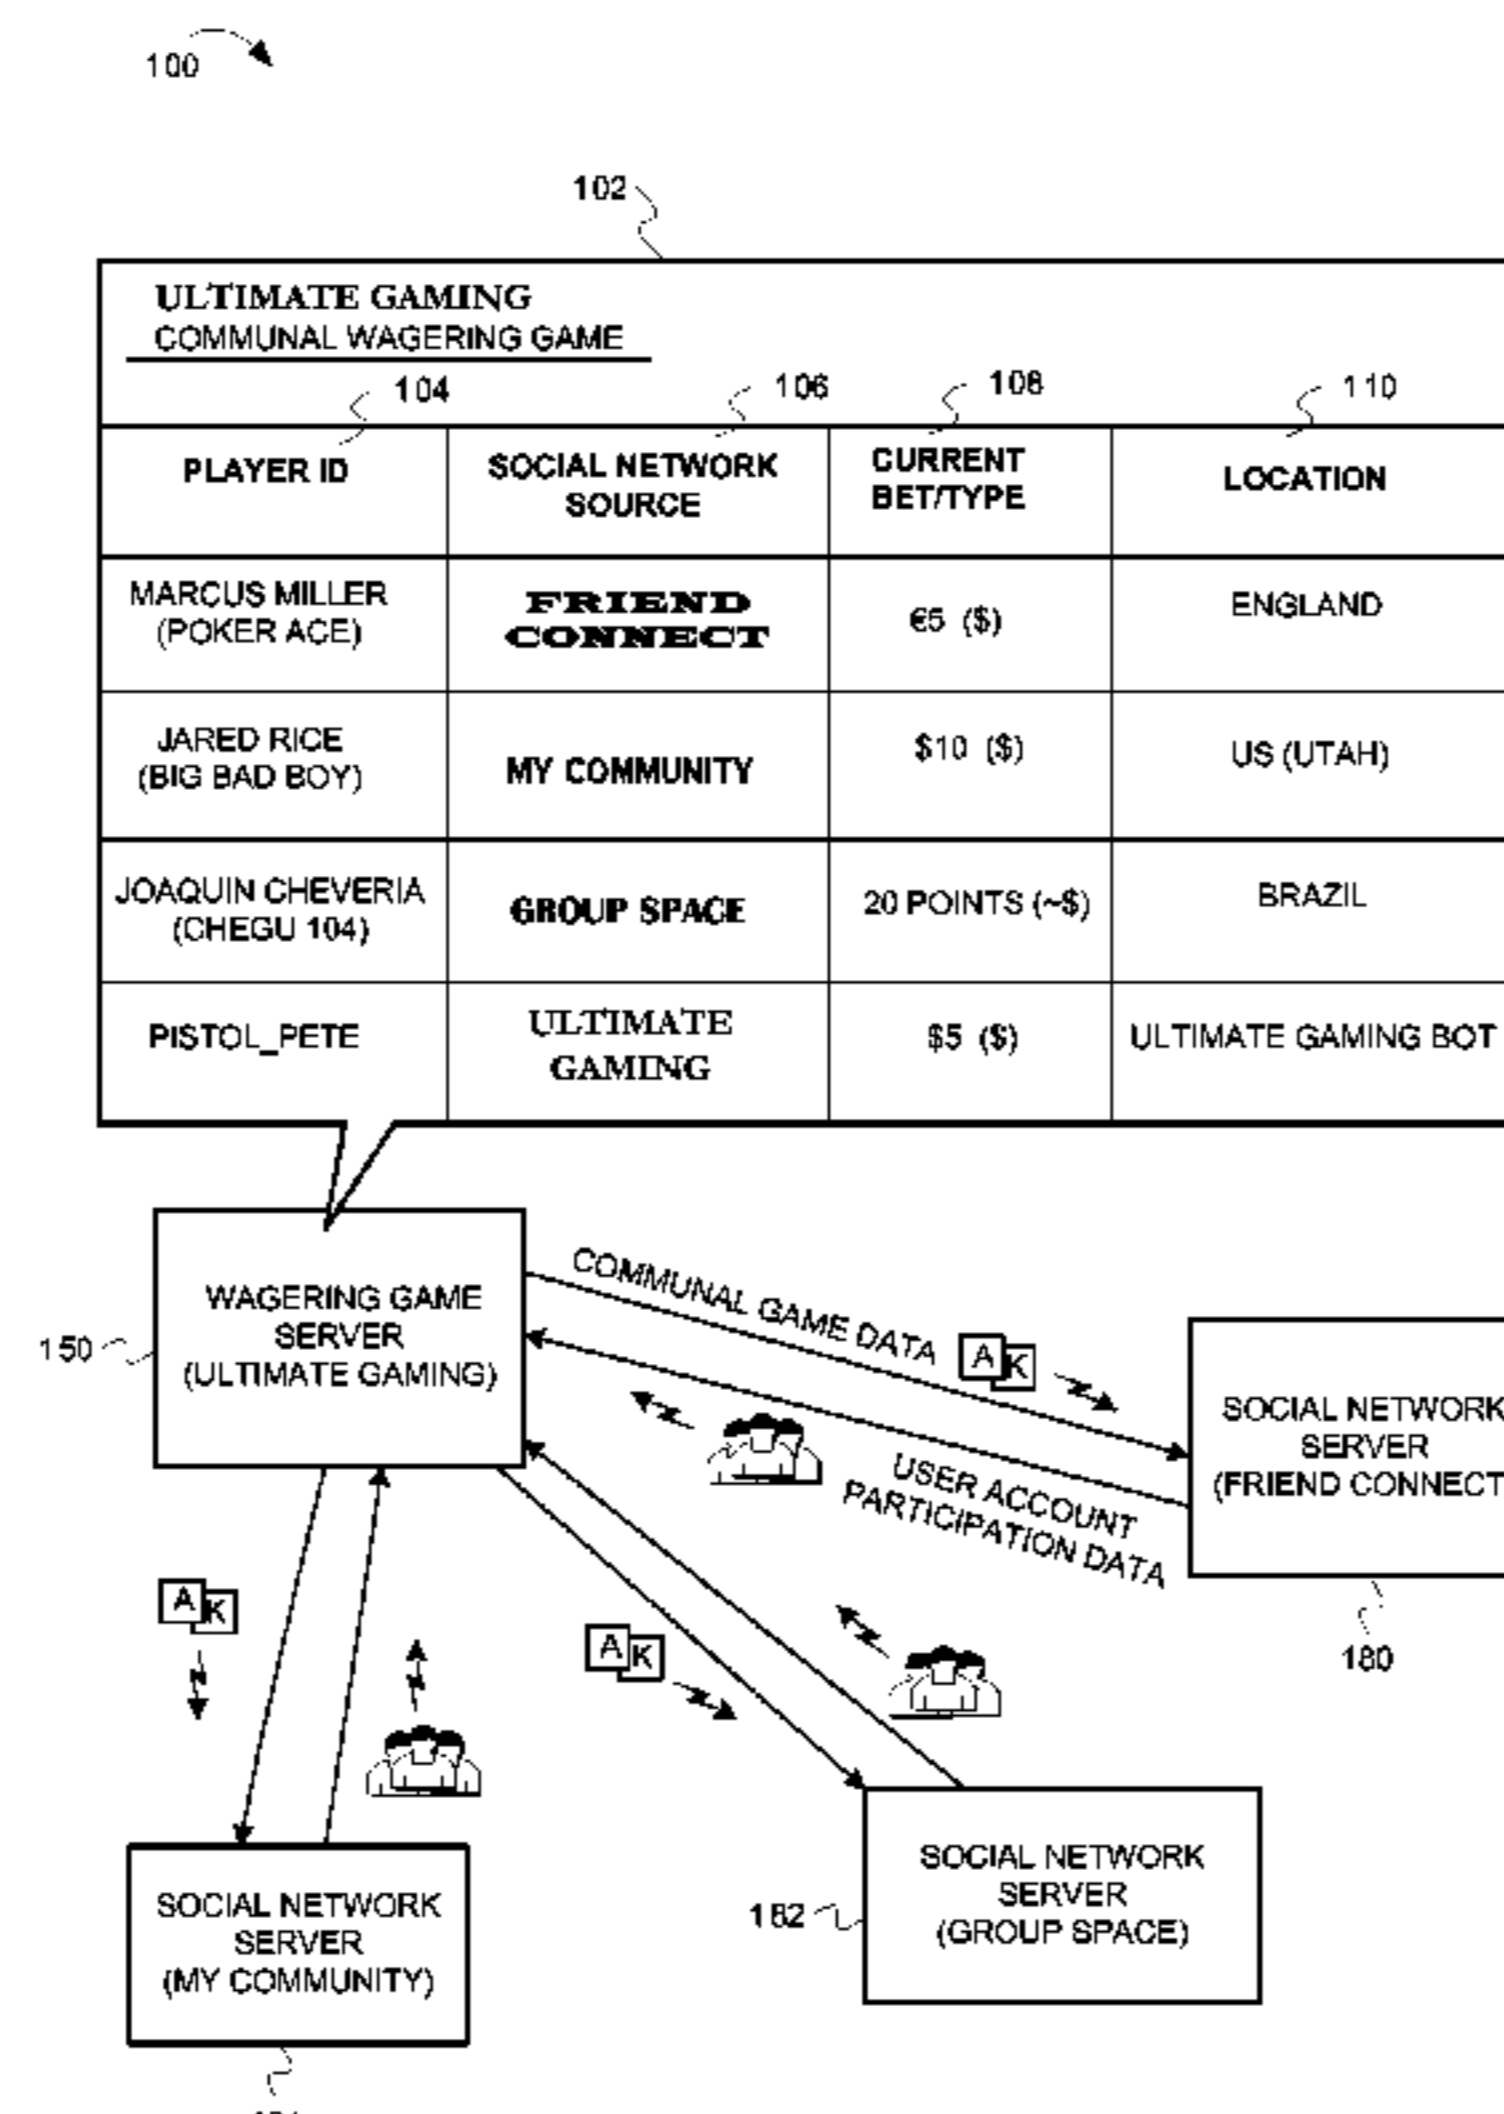 100
102
ULTIMATE GAMING
COMMUNAL WAGERING GAME
104
106
108
110
PLAYER ID
SOCIAL NETWORK
SOURCE
CURRENT
BET/TYPE
LOCATION
MARCUS MILLER
(POKER ACE)
FRIEND
CONNECT
€5 ($)
ENGLAND
JARED RICE
(BIG BAD BOY)
MY COMMUNITY
$10 ($)
US (UTAH)
JOAQUIN CHEVERIA
(CHEGU 104)
GROUP SPACE
20 POINTS (~$)
BRAZIL
PISTOL_PETE
ULTIMATE
GAMING
$5 ($)
ULTIMATE GAMING BOT
WAGERING GAME
SERVER
(ULTIMATE GAMING)
150
COMMUNAL GAME DATA
A K
SOCIAL NETWORK
SERVER
(FRIEND CONNECT
USER ACCOUNT
PARTICIPATION DATA
180
A K
A K
SOCIAL NETWORK
SERVER
(GROUP SPACE)
182
SOCIAL NETWORK
SERVER
(MY COMMUNITY)